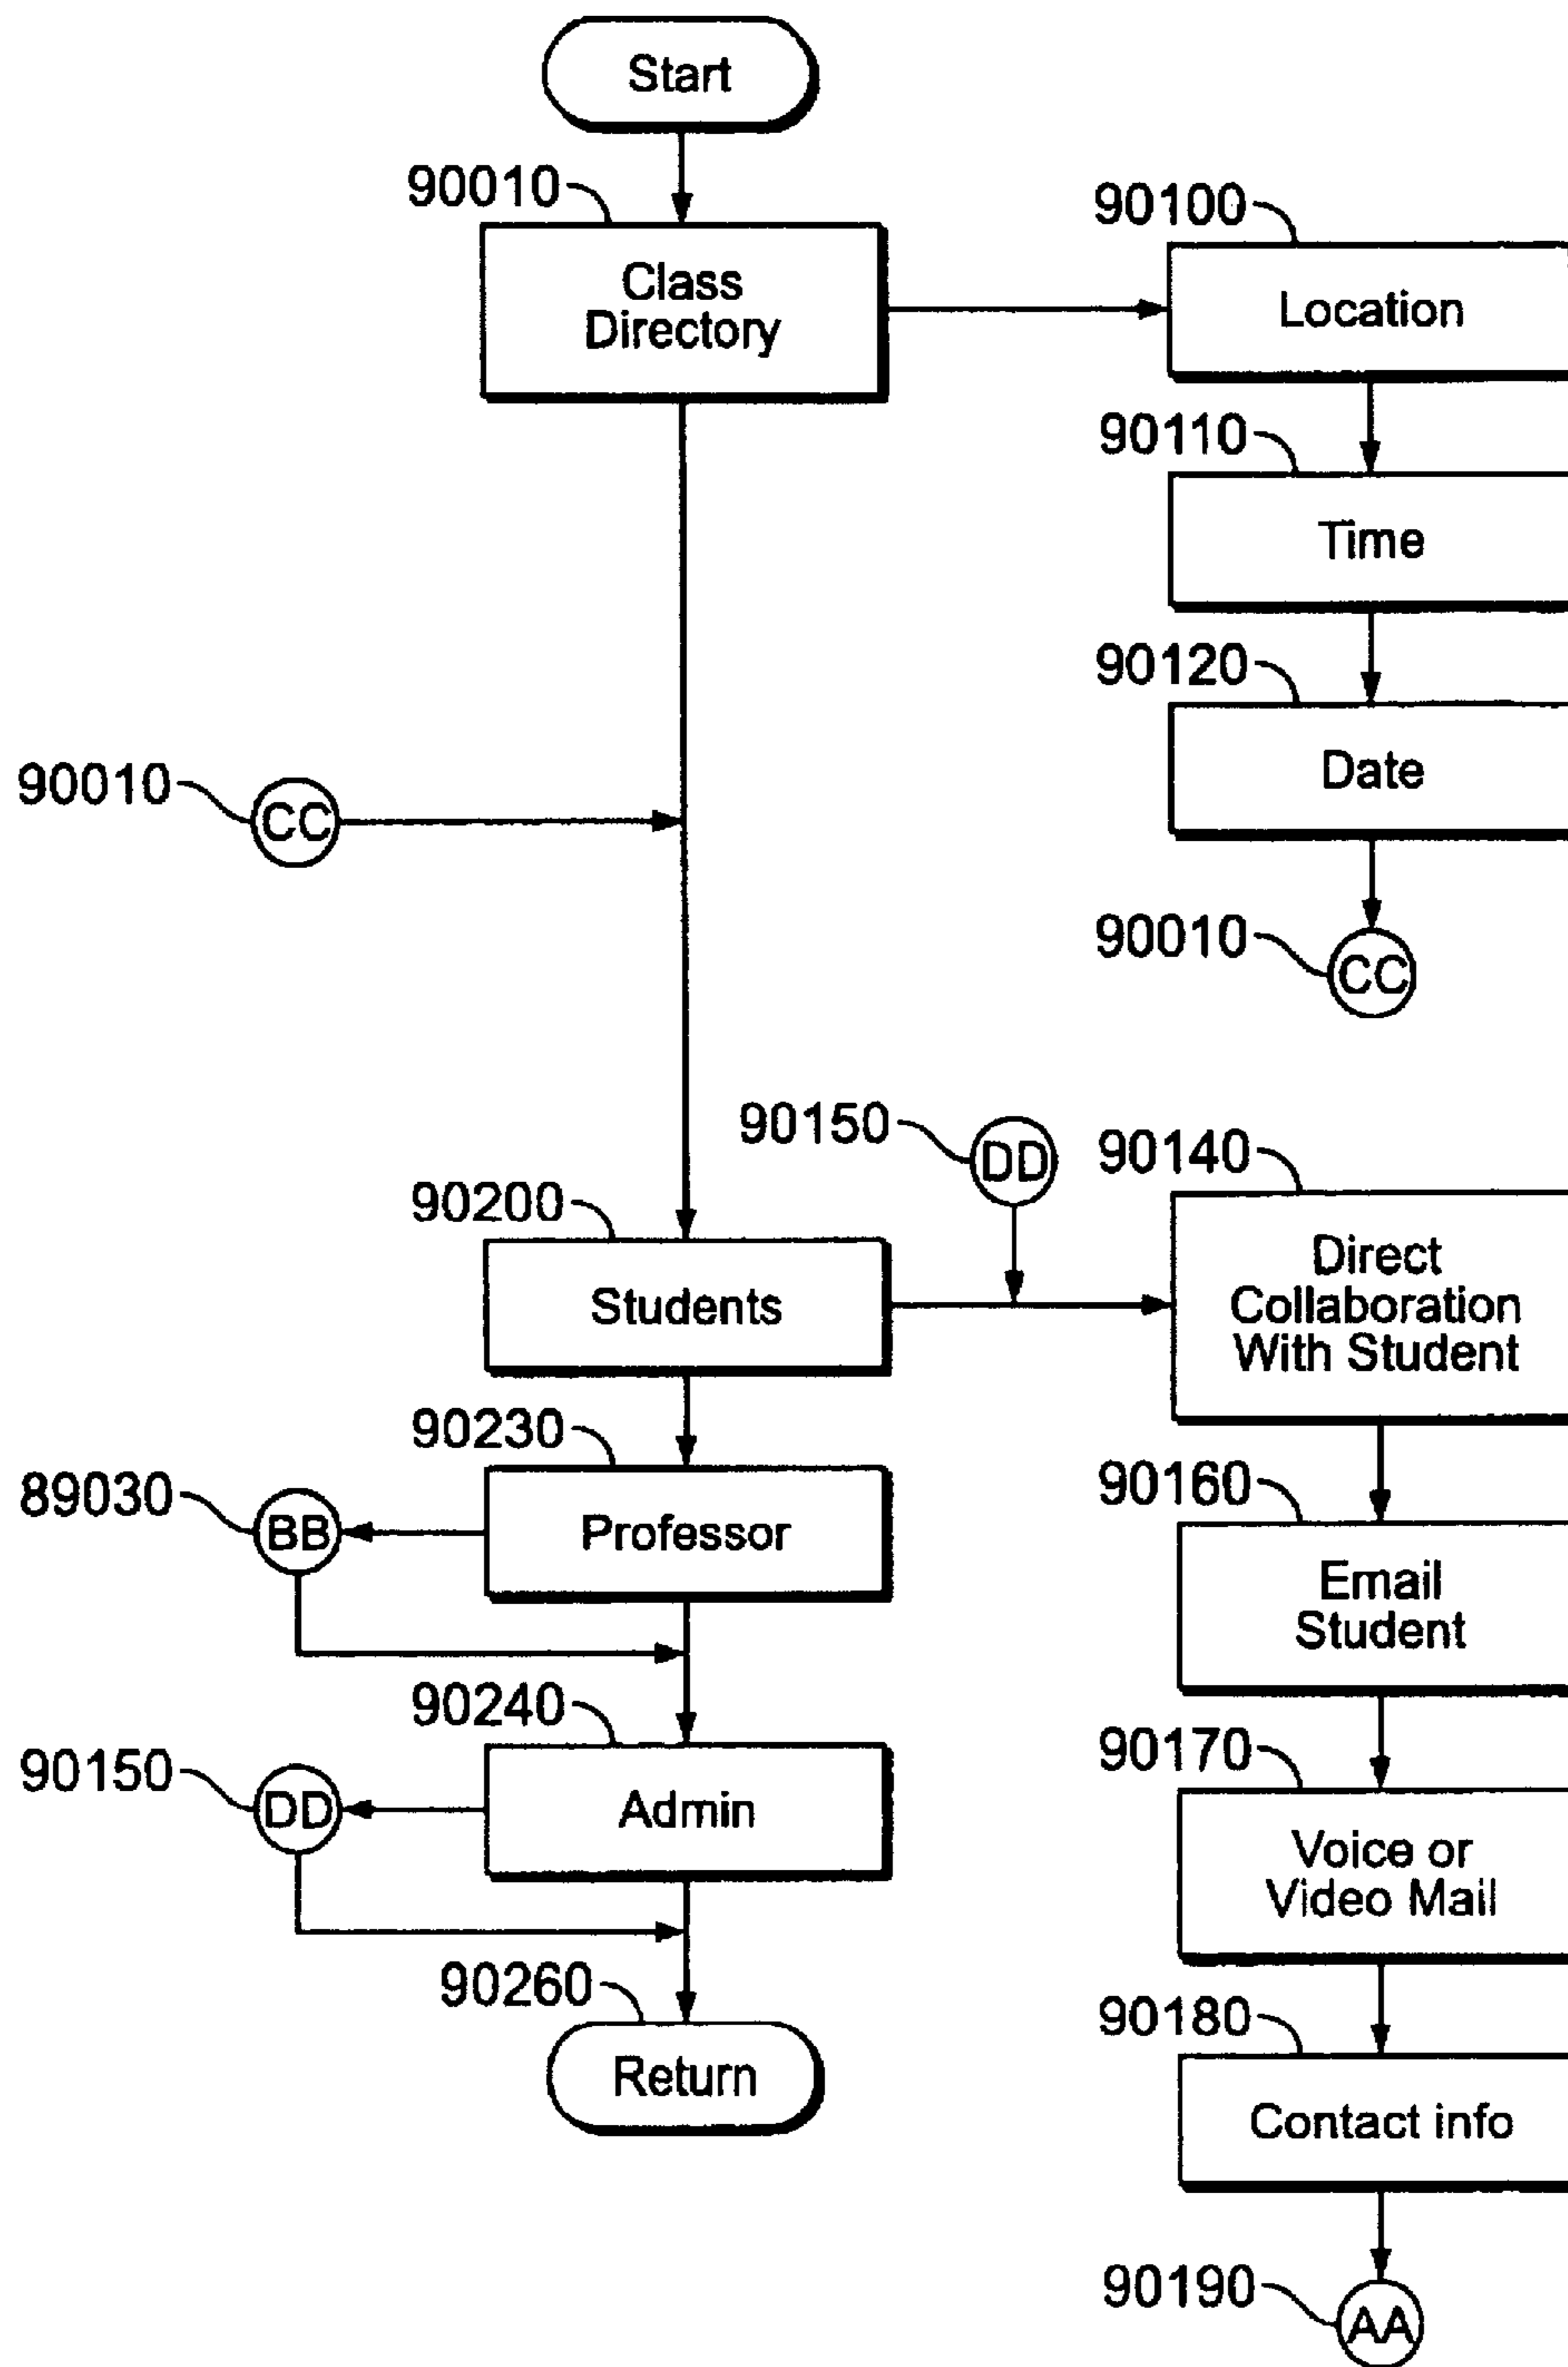 Start
90010
Class
Directory
90100
Location
90110
Time
90120
Date
90010
CC
90010
CC
90200
Students
90150
DD
90140
Direct
Collaboration
With Student
90230
Professor
89030
BB
90160
Email
Student
90240
Admin
90150
DD
90170
Voice or
Video Mail
90260
Return
90180
Contact info
90190
AA